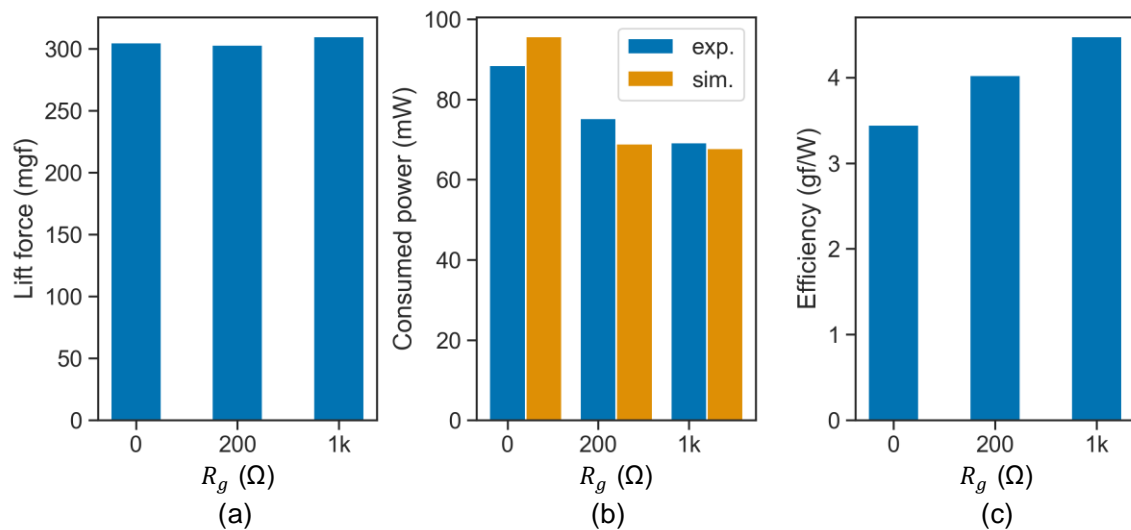 Lift force (mgf)
300
250
200
150
100
50
0
0 200 1k
R_g (Ω)
(a)
Consumed power (mW)
100
80
60
40
20
0
exp.
sim.
0 200 1k
R_g (Ω)
(b)
Efficiency (gf/W)
4
3
2
1
0
0 200 1k
R_g (Ω)
(c)